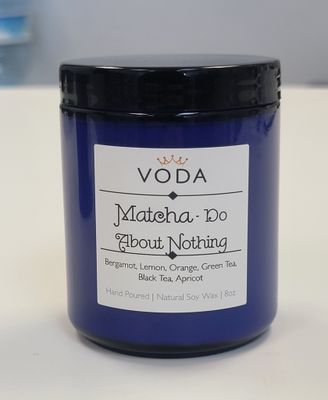 VODA
Matcha - Do
About Nothing
Bergamot, Lemon, Orange, Green Tea,
Black Tea, Apricot
Hand Poured | Natural Soy Wax | 8oz